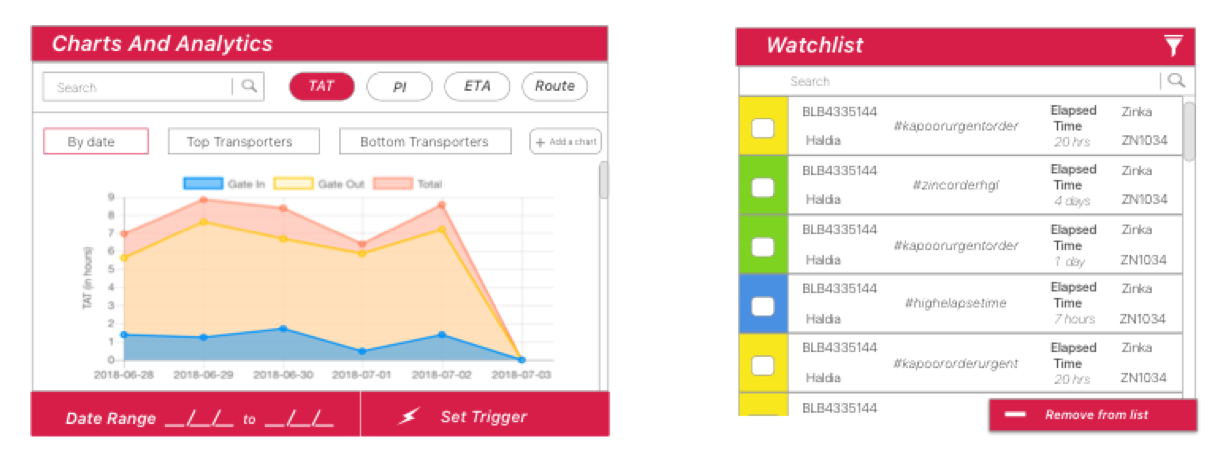 Charts And Analytics
Search
TAT
PI
ETA
Route
By date
Top Transporters
Bottom Transporters
+ Add a chart
Gate In
Gate Out
Total
TAT (in hours)
9
8
7
6
5
4
3
2
1
0
2018-06-28
2018-06-29
2018-06-30
2018-07-01
2018-07-02
2018-07-03
Date Range __/__/__ to __/__/__
Set Trigger
Watchlist
Search
BLB4335144
Haldia
#kapoorurgentorder
Elapsed
Time
20 hrs
Zinka
ZN1034
BLB4335144
Haldia
#zincorderhgl
Elapsed
Time
4 days
Zinka
ZN1034
BLB4335144
Haldia
#kapoorurgentorder
Elapsed
Time
1 day
Zinka
ZN1034
BLB4335144
Haldia
#highelapsetime
Elapsed
Time
7 hours
Zinka
ZN1034
BLB4335144
Haldia
#kapoororderurgent
Elapsed
Time
20 hrs
Zinka
ZN1034
BLB4335144
Elapsed
Zinka
Remove from list